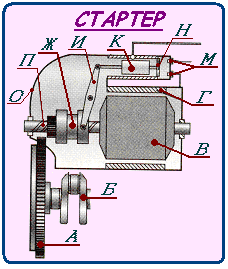 СТАРТЕР
Ж И К Н
П М
О Г
В
Б
А